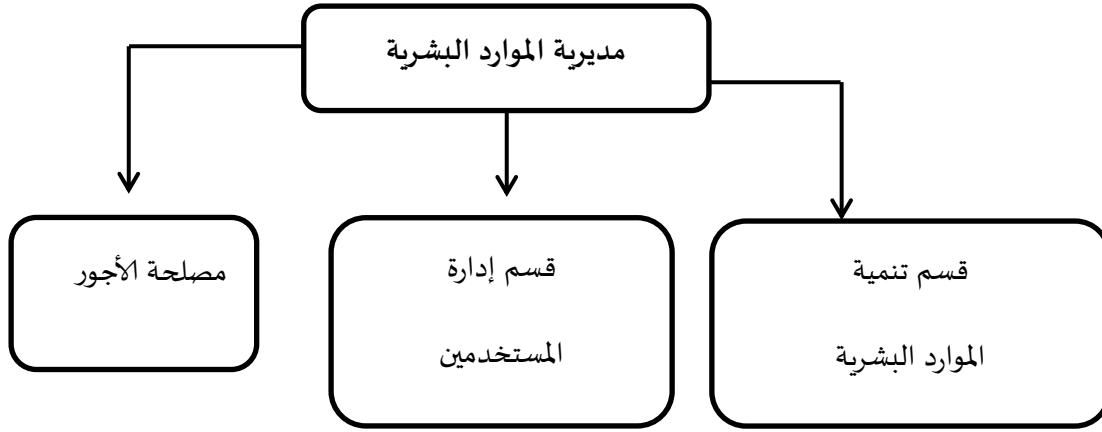 مديرية الموارد البشرية
قسم تنمية
الموارد البشرية
قسم إدارة
المستخدمين
مصلحة الأجور